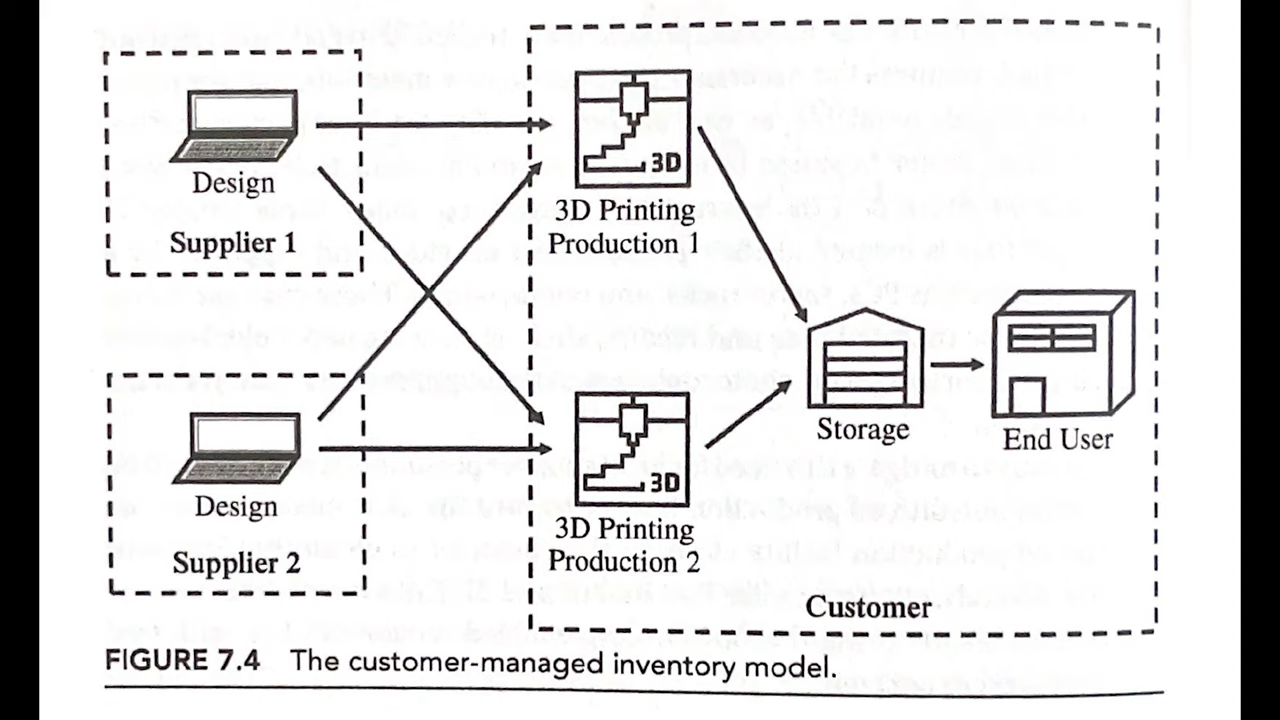 Design
Supplier 1
3D
3D Printing
Production 1
Design
Supplier 2
3D
3D Printing
Production 2
Storage
End User
Customer
FIGURE 7.4 The customer-managed inventory model.